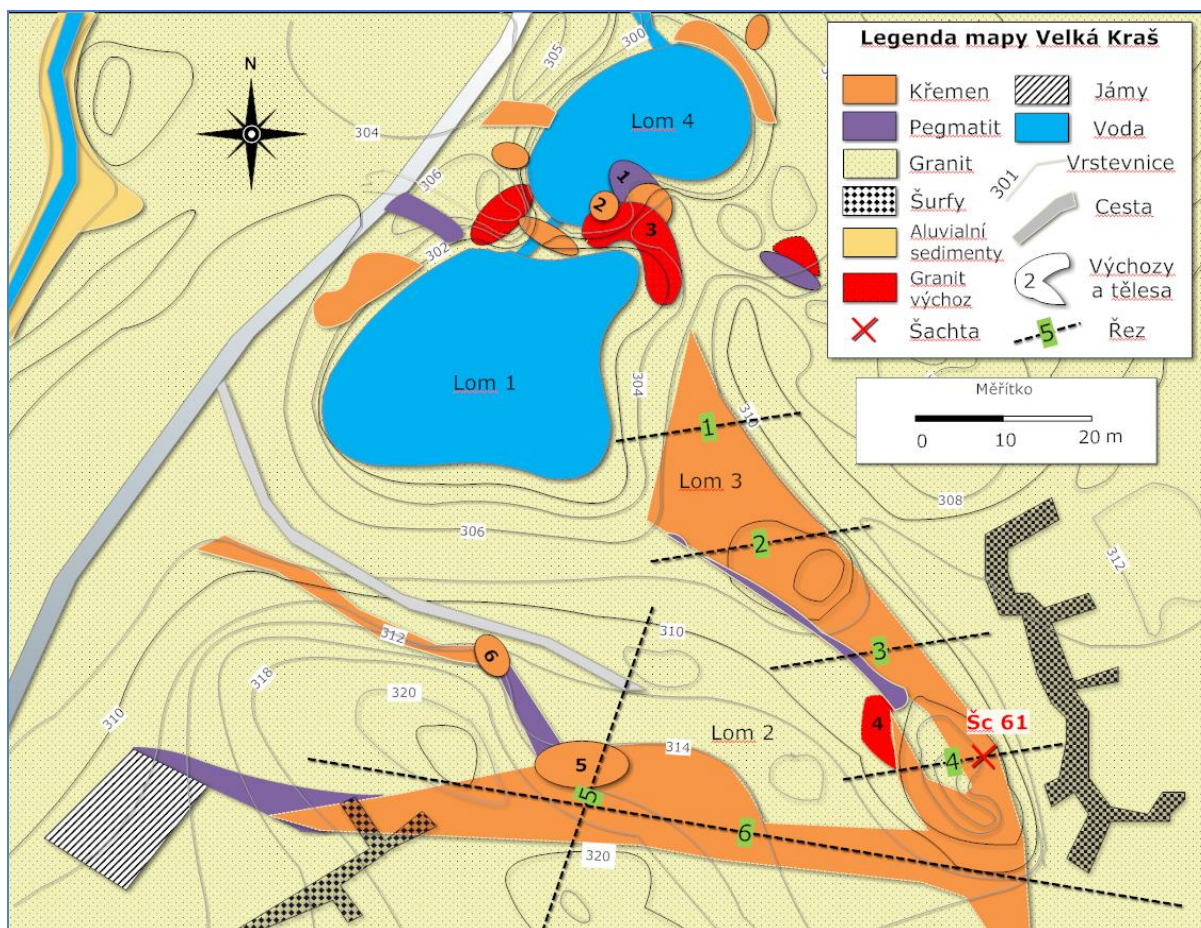 Legenda mapy Velká Kraš
Křemen
Jámy
Pegmatit
Voda
Granit
301
Vrstevnice
Šurfy
Cesta
Aluvialní
sedimenty
2
Výchozy
a tělesa
Granit
výchoz
Šachta
5
Řez
Měřítko
0
10
20 m
N
305
300
304
Lom 4
306
1
2
3
302
Lom 1
304
310
1
Lom 3
308
306
2
312
312
310
3
6
318
320
Lom 2
4
Šc 61
314
5
4
5
310
6
320